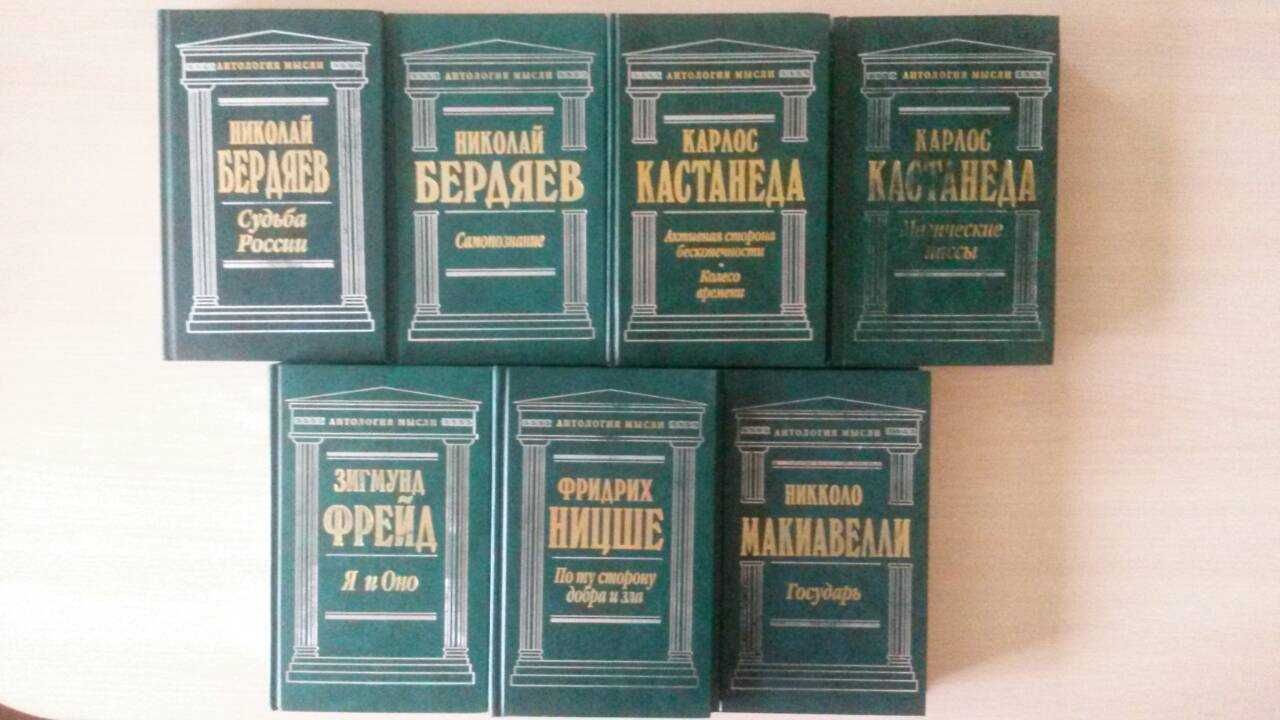 АНТОЛОГИЯ МЫСЛИ
НИКОЛАЙ
БЕРДЯЕВ
Судьба
России
АНТОЛОГИЯ МЫСЛИ
НИКОЛАЙ
БЕРДЯЕВ
Самопознание
АНТОЛОГИЯ МЫСЛИ
КАРЛОС
КАСТАНЕДА
Активная сторона
бесконечности
•
Колесо
времени
АНТОЛОГИЯ МЫСЛИ
КАРЛОС
КАСТАНЕДА
Магические
пассы
АНТОЛОГИЯ МЫСЛИ
ЗИГМУНД
ФРЕЙД
Я и Оно
АНТОЛОГИЯ МЫСЛИ
ФРИДРИХ
НИЦШЕ
По ту сторону
добра и зла
АНТОЛОГИЯ МЫСЛИ
НИККОЛО
МАКИАВЕЛЛИ
Государь